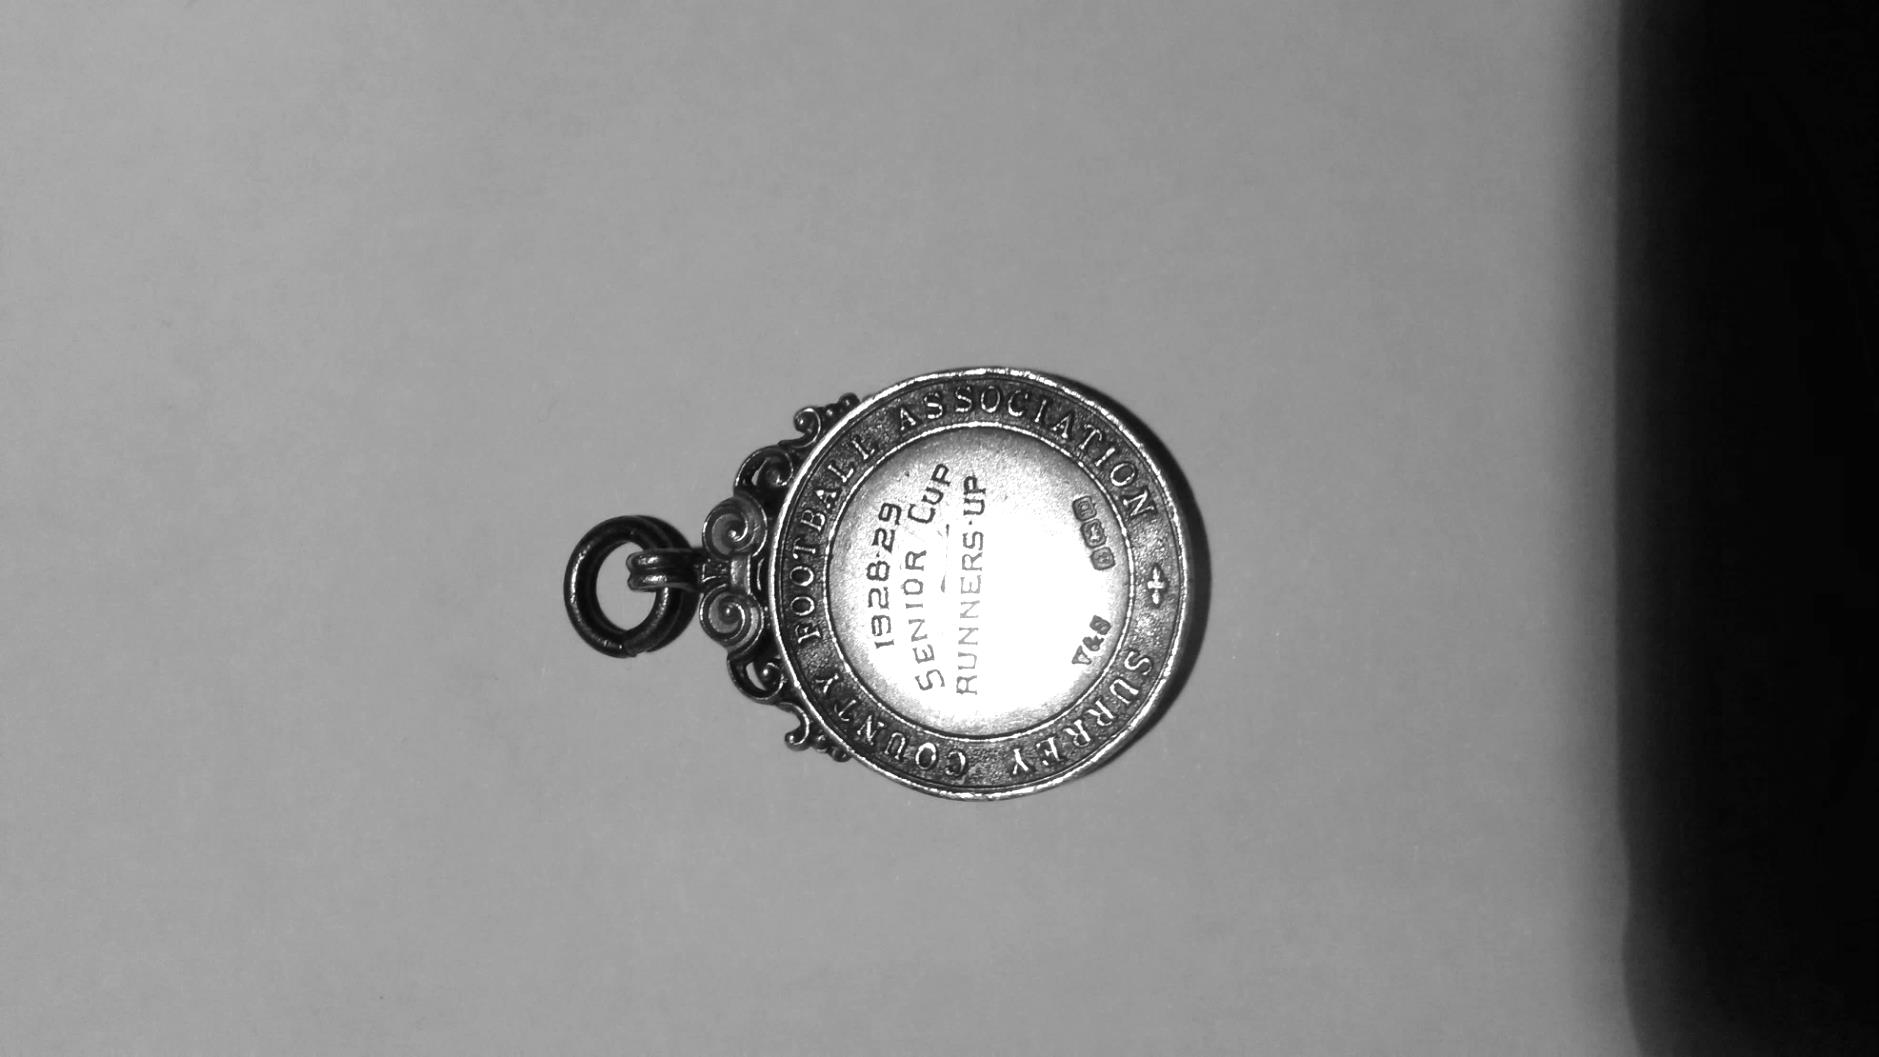 SURREY COUNTY FOOTBALL ASSOCIATION
1928·29
SENIOR CUP
RUNNERS·UP